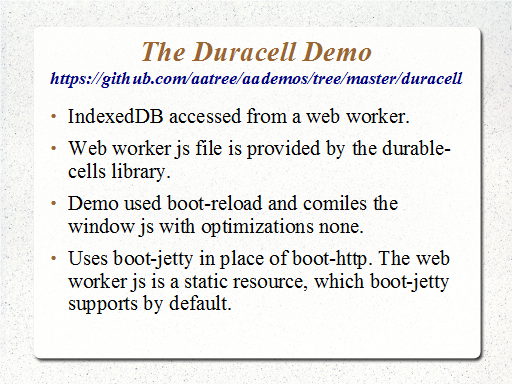 The Duracell Demo
https://github.com/aatree/aademos/tree/master/duracell
• IndexedDB accessed from a web worker.
• Web worker js file is provided by the durable-
cells library.
• Demo used boot-reload and comiles the
window js with optimizations none.
• Uses boot-jetty in place of boot-http. The web
worker js is a static resource, which boot-jetty
supports by default.